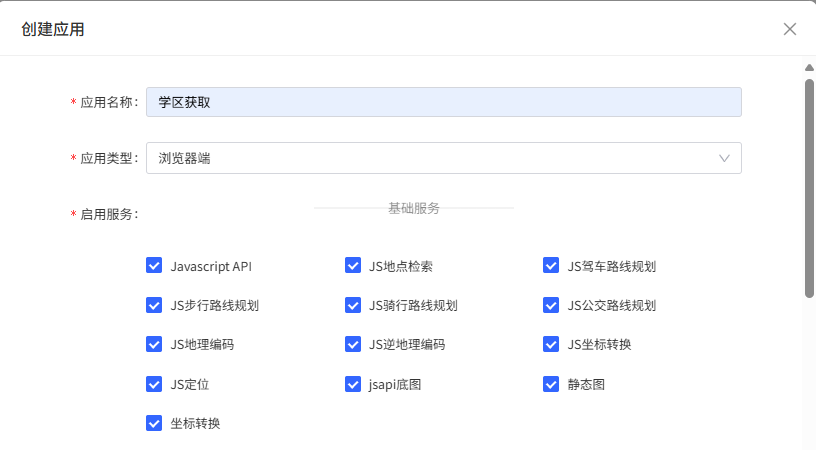 创建应用
* 应用名称： 学区获取
* 应用类型： 浏览器端
* 启用服务： 基础服务
Javascript API JS地点检索 JS驾车路线规划
JS步行路线规划 JS骑行路线规划 JS公交路线规划
JS地理编码 JS逆地理编码 JS坐标转换
JS定位 jsapi底图 静态图
坐标转换